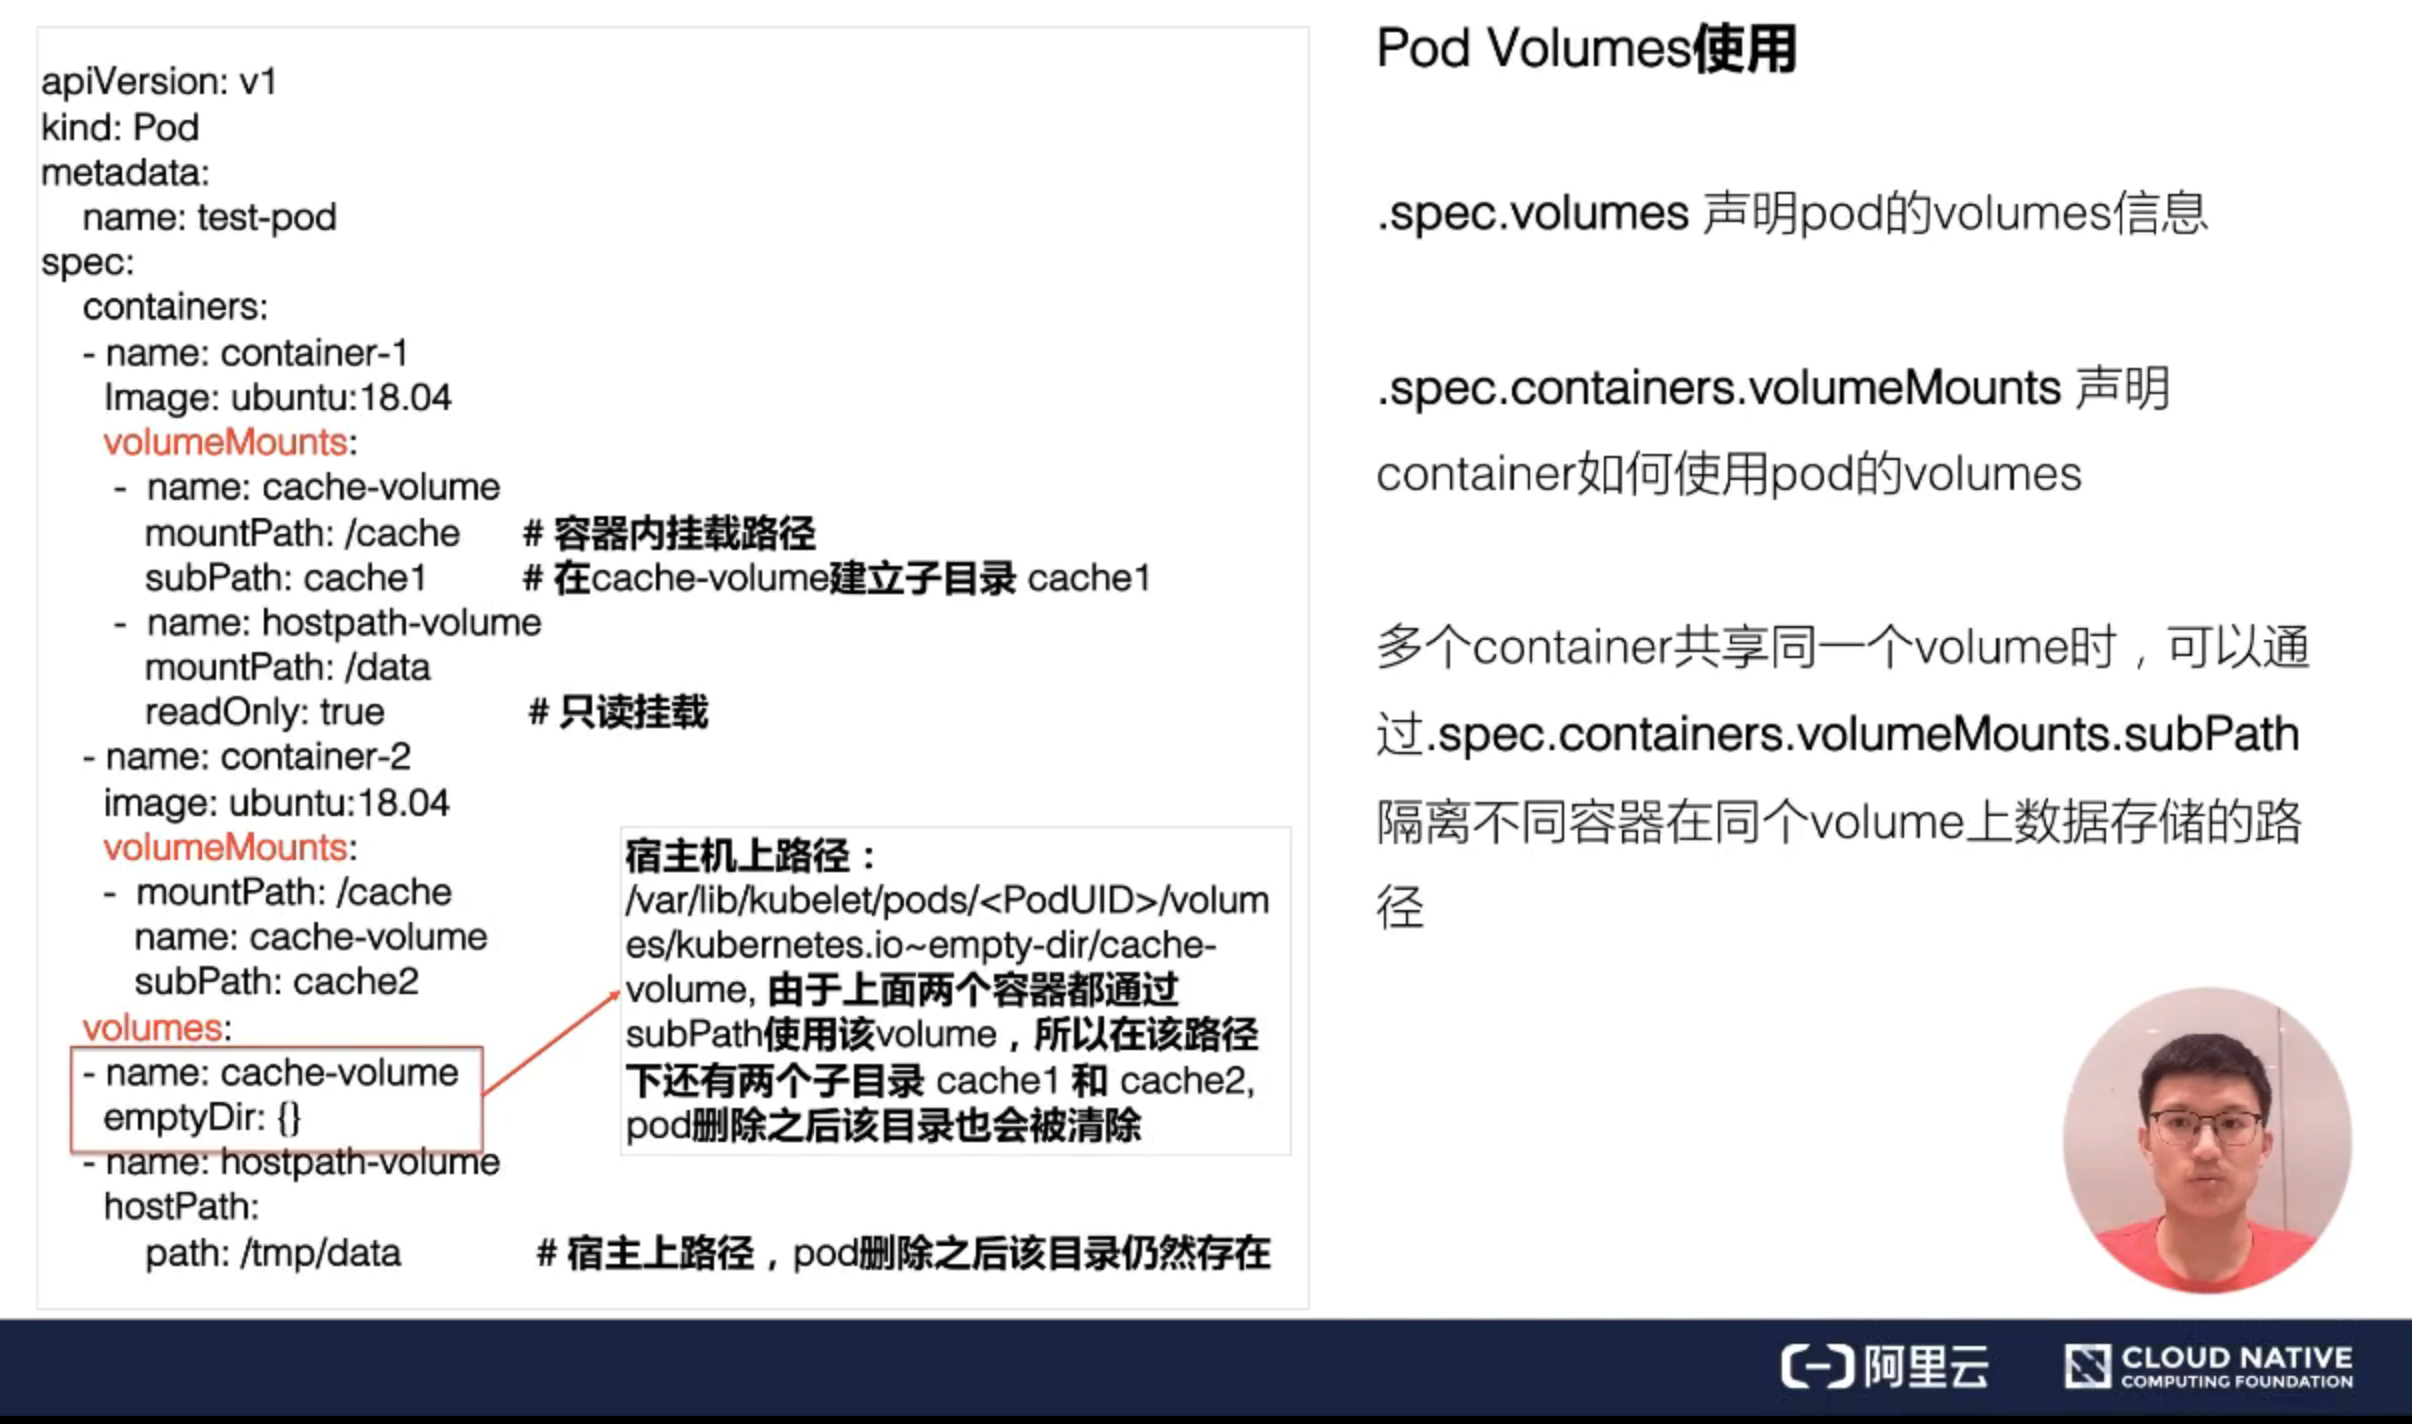 apiVersion: v1
kind: Pod
metadata:
name: test-pod
spec:
containers:
- name: container-1
Image: ubuntu:18.04
volumeMounts:
- name: cache-volume
mountPath: /cache # 容器内挂载路径
subPath: cache1 # 在cache-volume建立子目录 cache1
- name: hostpath-volume
mountPath: /data
readOnly: true # 只读挂载
- name: container-2
image: ubuntu:18.04
volumeMounts:
- mountPath: /cache
name: cache-volume
subPath: cache2
volumes:
- name: cache-volume
emptyDir: {}
- name: hostpath-volume
hostPath:
path: /tmp/data # 宿主上路径，pod删除之后该目录仍然存在
宿主机上路径：
/var/lib/kubelet/pods/<PodUID>/volum
es/kubernetes.io~empty-dir/cache-
volume, 由于上面两个容器都通过
subPath使用该volume，所以在该路径
下还有两个子目录 cache1 和 cache2,
pod删除之后该目录也会被清除
Pod Volumes使用
.spec.volumes 声明pod的volumes信息
.spec.containers.volumeMounts 声明
container如何使用pod的volumes
多个container共享同一个volume时，可以通
过.spec.containers.volumeMounts.subPath
隔离不同容器在同个volume上数据存储的路
径
阿里云
CLOUD NATIVE
COMPUTING FOUNDATION